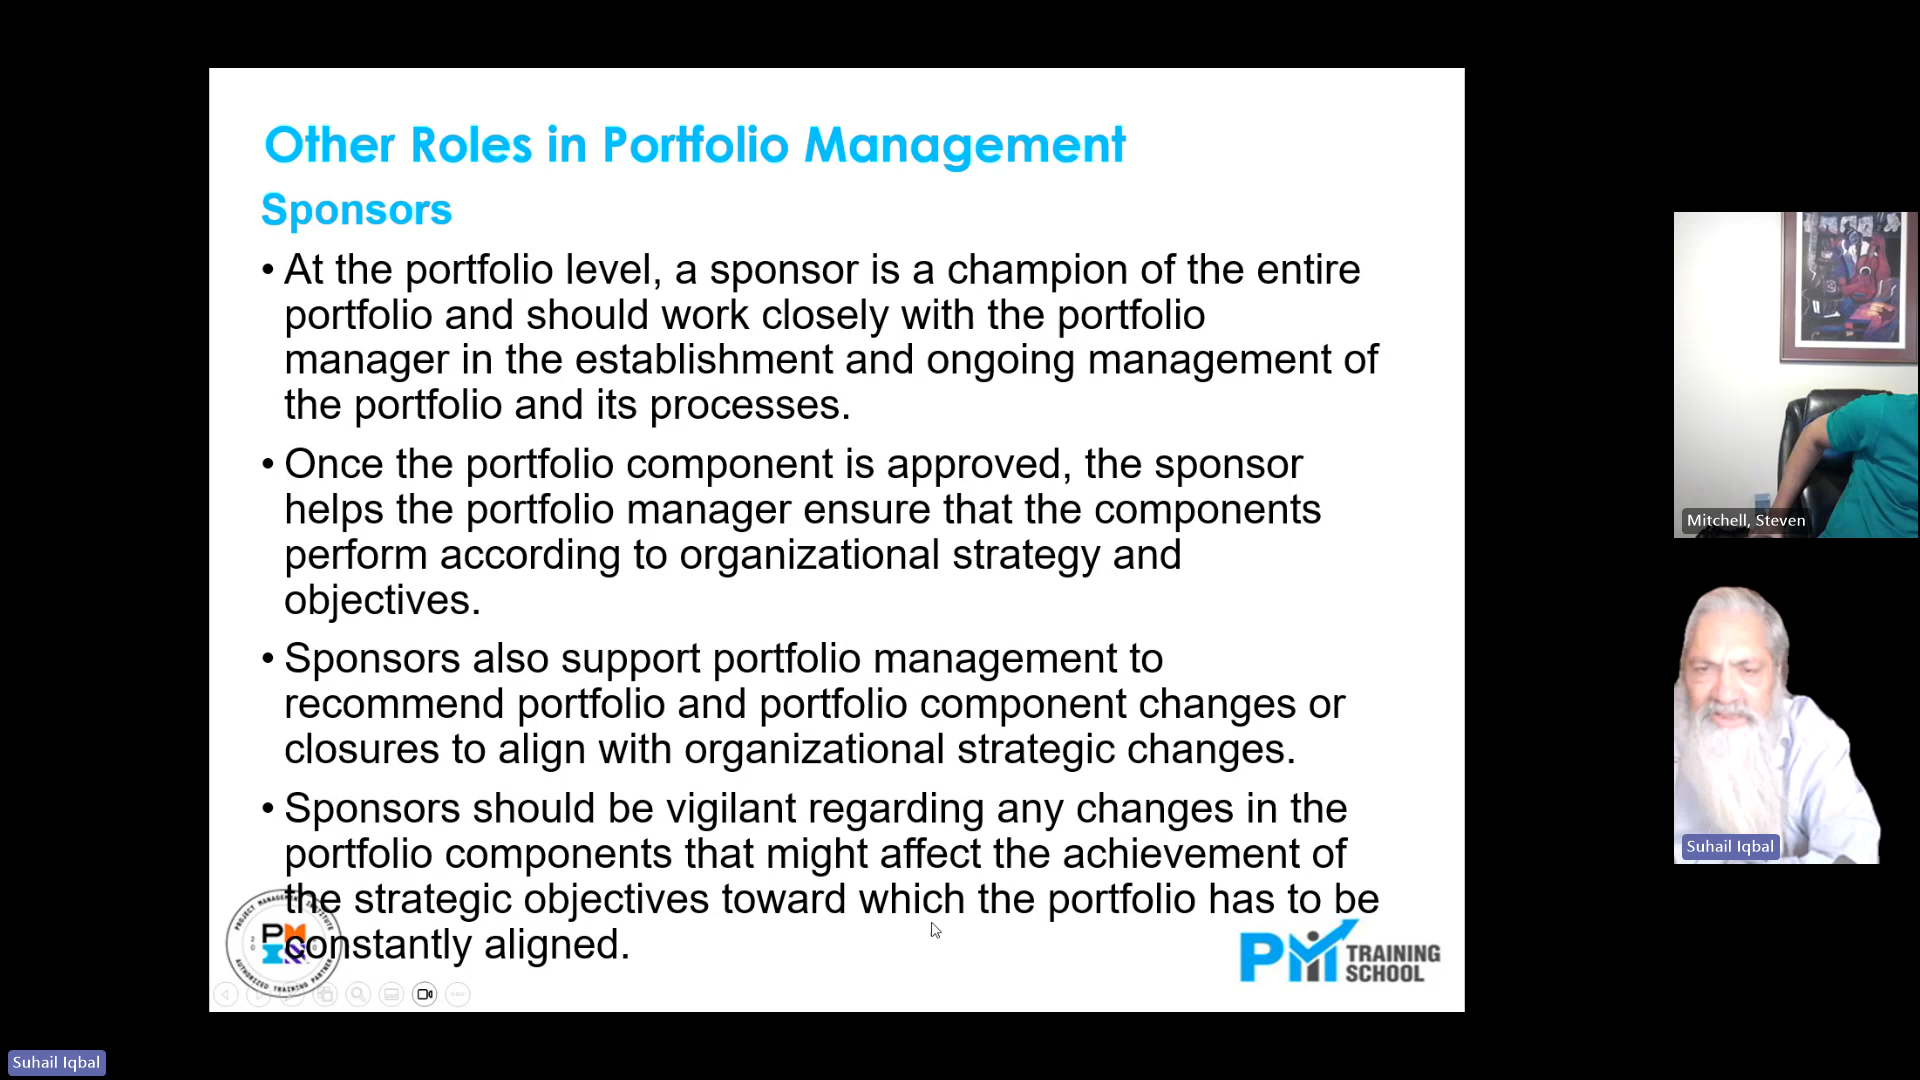 Other Roles in Portfolio Management
Sponsors
• At the portfolio level, a sponsor is a champion of the entire
portfolio and should work closely with the portfolio
manager in the establishment and ongoing management of
the portfolio and its processes.
• Once the portfolio component is approved, the sponsor
helps the portfolio manager ensure that the components
perform according to organizational strategy and
objectives.
• Sponsors also support portfolio management to
recommend portfolio and portfolio component changes or
closures to align with organizational strategic changes.
• Sponsors should be vigilant regarding any changes in the
portfolio components that might affect the achievement of
the strategic objectives toward which the portfolio has to be
constantly aligned.
PROJECT MANAGEMENT INSTITUTE
AUTHORIZED TRAINING PARTNER
PM TRAINING
SCHOOL
Mitchell, Steven
Suhail Iqbal
Suhail Iqbal